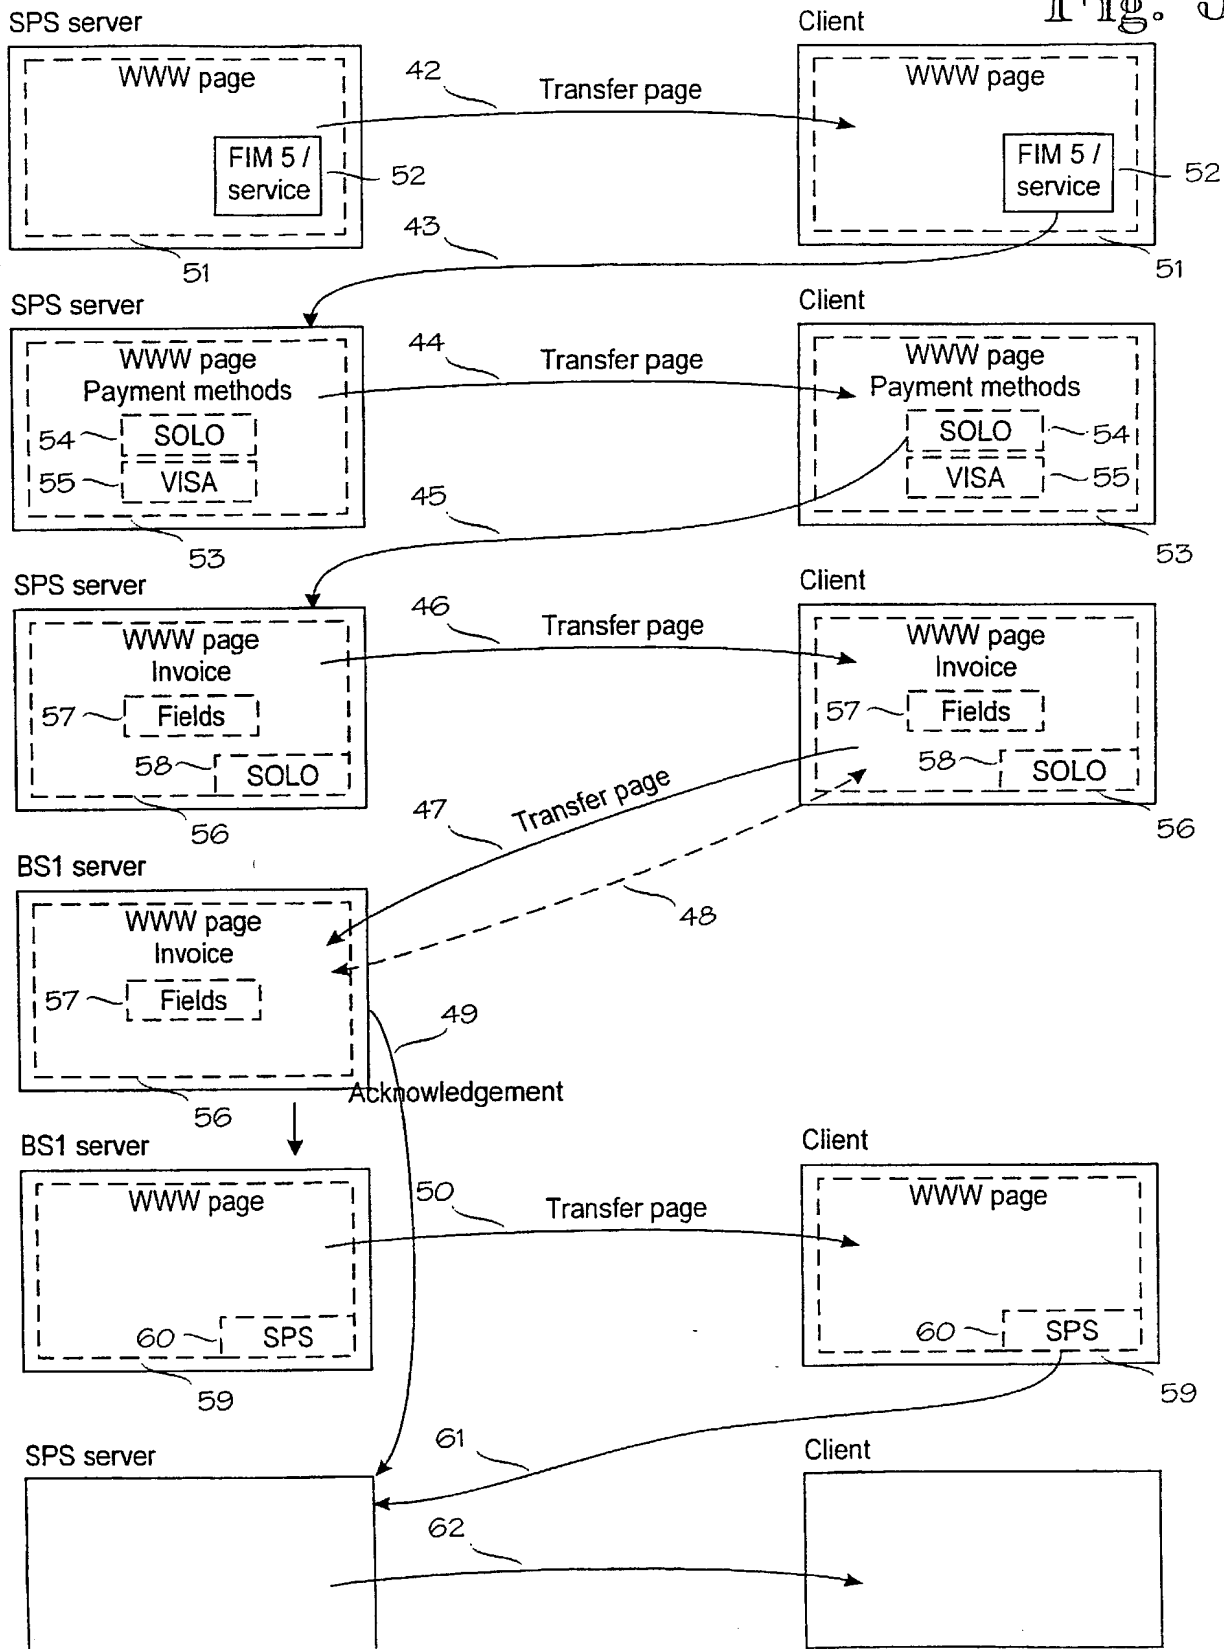 Fig.
SPS server
Client
WWW page
42
Transfer page
WWW page
FIM 5 /
service
52
FIM 5 /
service
52
51
43
51
SPS server
Client
WWW page
Payment methods
44
Transfer page
WWW page
Payment methods
54
SOLO
SOLO
54
55
VISA
VISA
55
53
45
53
SPS server
Client
WWW page
Invoice
46
Transfer page
WWW page
Invoice
57
Fields
57
Fields
58
SOLO
58
SOLO
56
47
Transfer page
56
BS1 server
48
WWW page
Invoice
57
Fields
49
56
Acknowledgement
BS1 server
Client
WWW page
50
Transfer page
WWW page
60
SPS
60
SPS
59
59
SPS server
61
Client
62